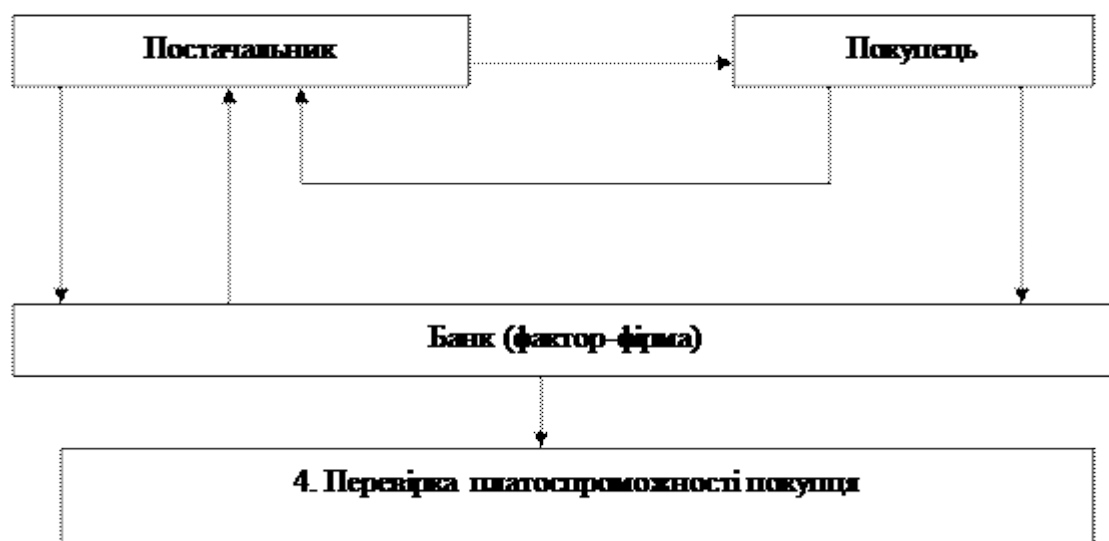 Постачальник
Покупець
Банк (фактор-фірма)
4. Перевірка платоспроможності покупця